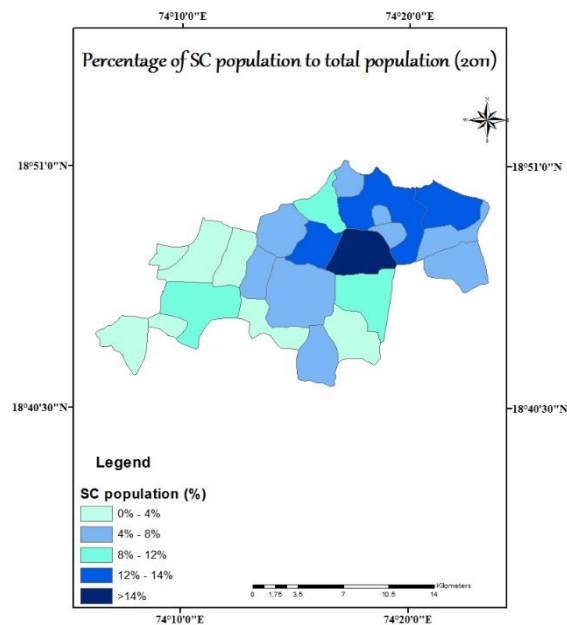 74°10'0"E 74°20'0"E
Percentage of SC population to total population (2011)
18°51'0"N 18°51'0"N
18°40'30"N 18°40'30"N
Legend
SC population (%)
0% - 4%
4% - 8%
8% - 12%
12% - 14%
>14%
Kilometers
0 1.75 3.5 7 10.5 14
74°10'0"E 74°20'0"E